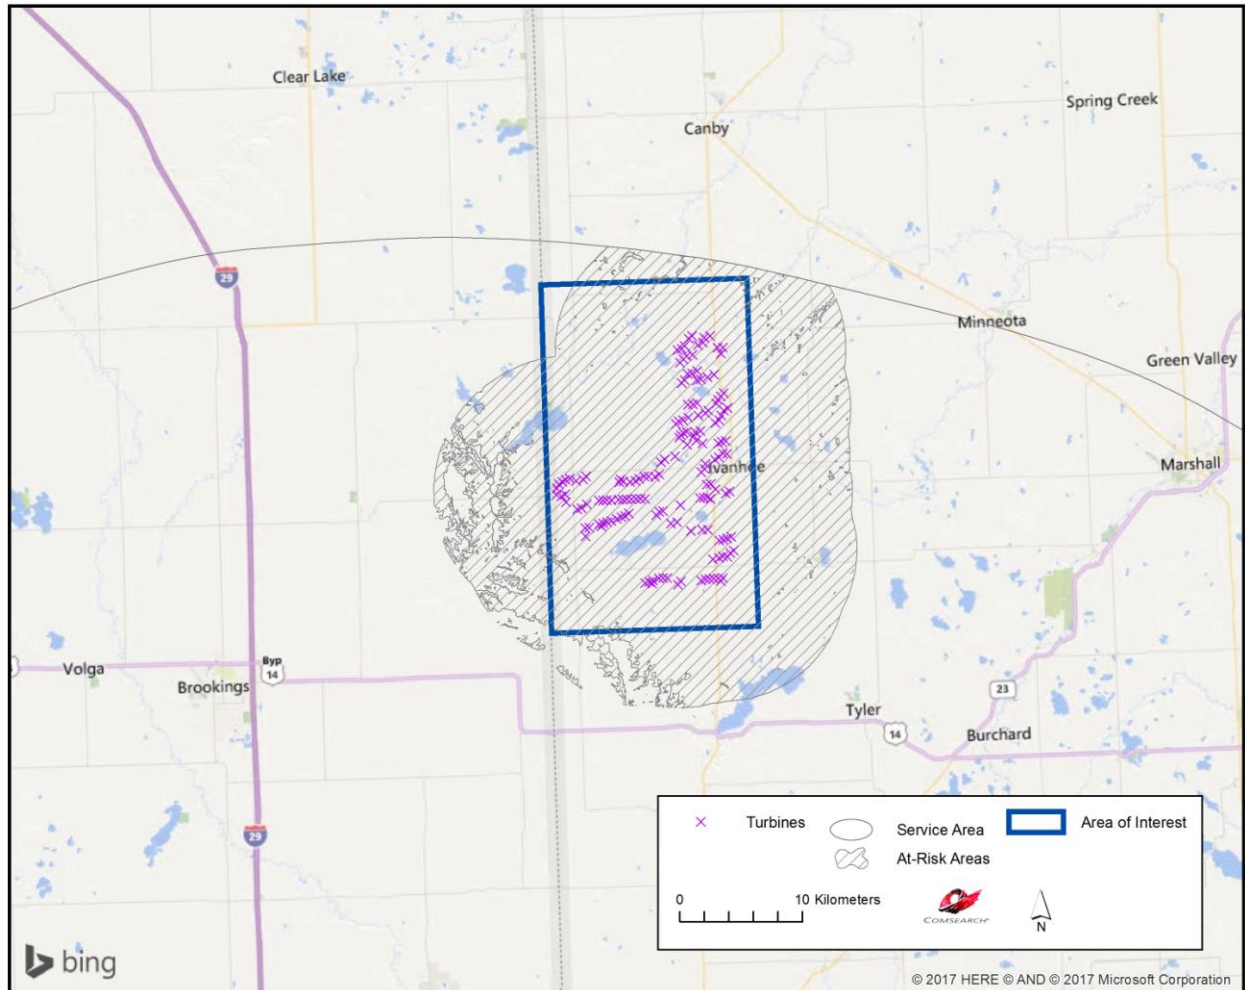 Clear Lake
Spring Creek
Canby
29
Minneota
Green Valley
Ivanhoe
Marshall
Volga
Byp
14
Brookings
23
Tyler
14
Burchard
29
Turbines
Service Area
At-Risk Areas
Area of Interest
0
10 Kilometers
COMSEARCH
N
bing
© 2017 HERE © AND © 2017 Microsoft Corporation